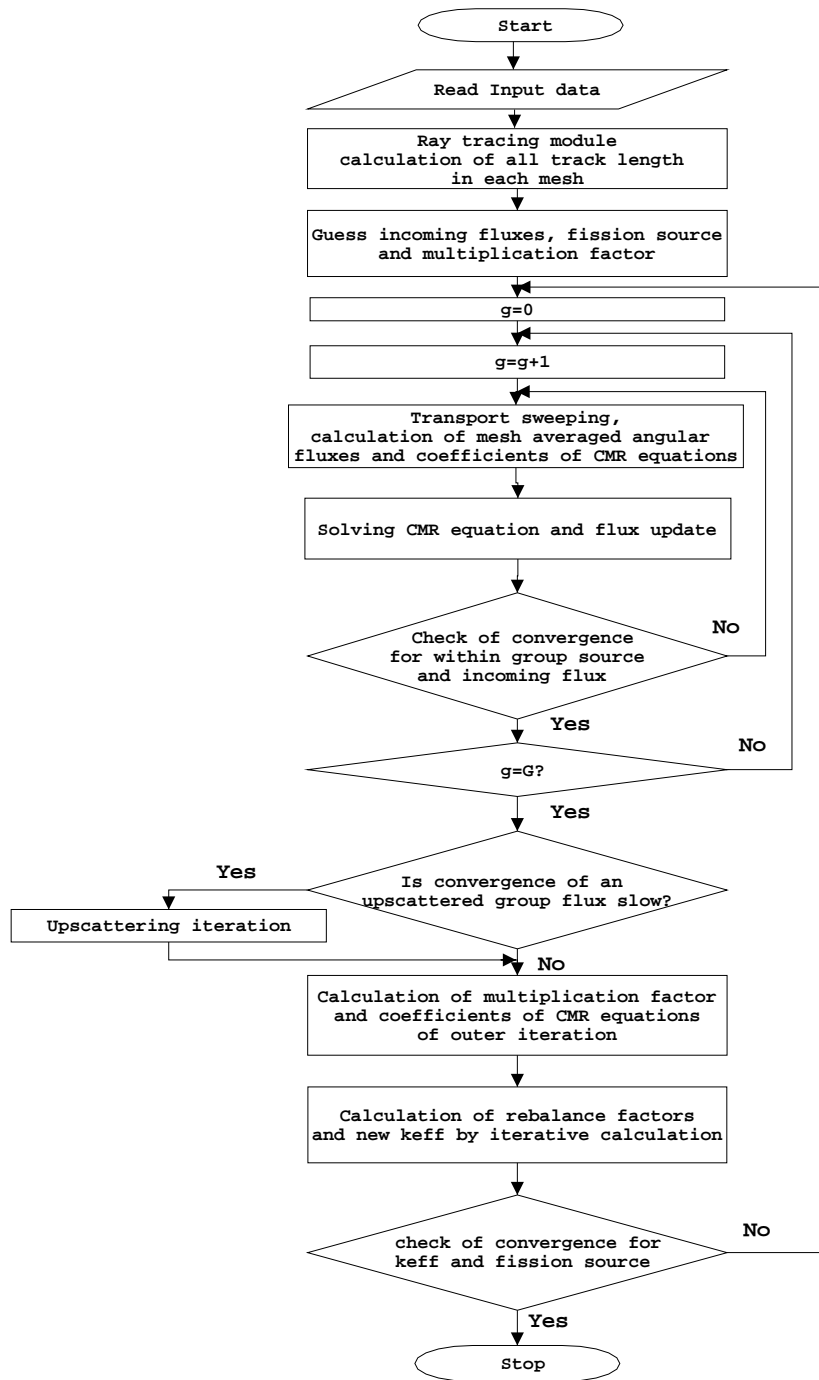 Start
Read Input data
Ray tracing module
calculation of all track length
in each mesh
Guess incoming fluxes, fission source
and multiplication factor
g=0
g=g+1
Transport sweeping,
calculation of mesh averaged angular
fluxes and coefficients of CMR equations
Solving CMR equation and flux update
Check of convergence
for within group source
and incoming flux
No
Yes
g=G?
No
Yes
Is convergence of an
upscattered group flux slow?
Yes
Upscattering iteration
No
Calculation of multiplication factor
and coefficients of CMR equations
of outer iteration
Calculation of rebalance factors
and new keff by iterative calculation
check of convergence for
keff and fission source
No
Yes
Stop